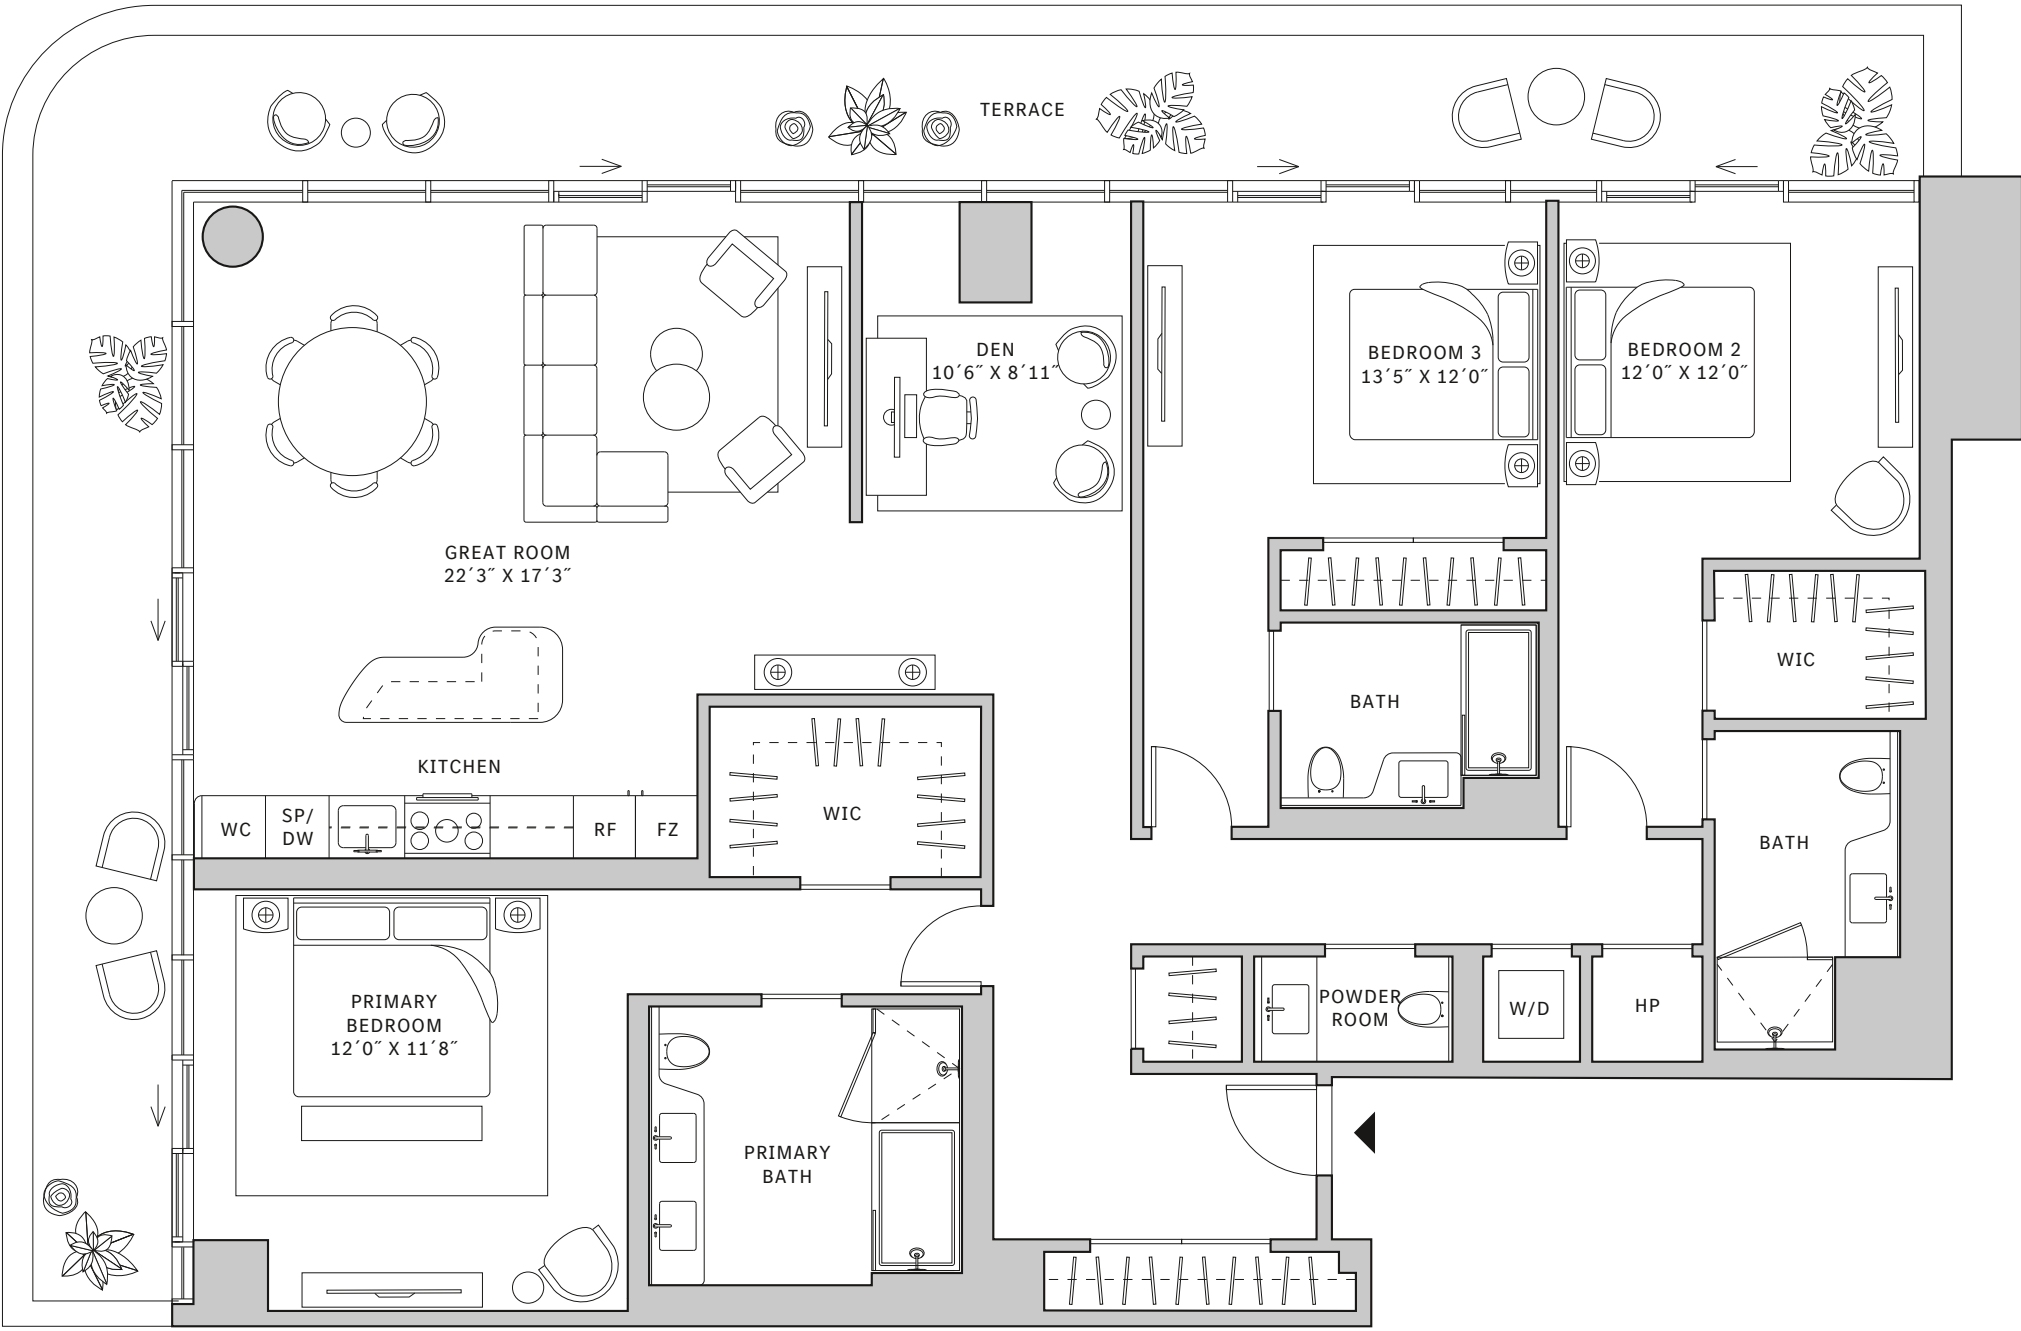 TERRACE
DEN
10´6˝ X 8´11˝
BEDROOM 3
13´5˝ X 12´0˝
BEDROOM 2
12´0˝ X 12´0˝
GREAT ROOM
22´3˝ X 17´3˝
WIC
BATH
KITCHEN
WC
SP/
DW
RF
FZ
WIC
BATH
PRIMARY
BEDROOM
12´0˝ X 11´8˝
POWDER
ROOM
W/D
HP
PRIMARY
BATH